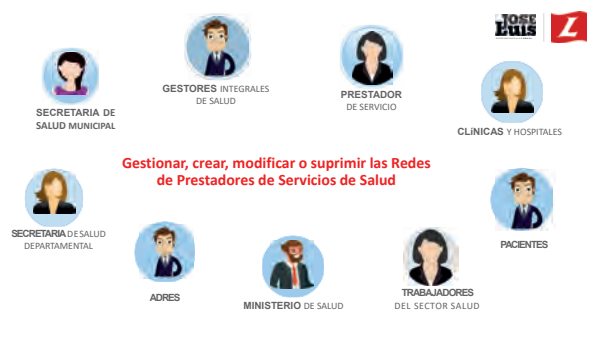 JOSE
LUIS
L
GESTORES INTEGRALES
DE SALUD
PRESTADOR
DE SERVICIO
SECRETARIA DE
SALUD MUNICIPAL
CLíNICAS Y HOSPITALES
Gestionar, crear, modificar o suprimir las Redes
de Prestadores de Servicios de Salud
SECRETARIA DE SALUD
DEPARTAMENTAL
PACIENTES
ADRES
MINISTERIO DE SALUD
TRABAJADORES
DEL SECTOR SALUD